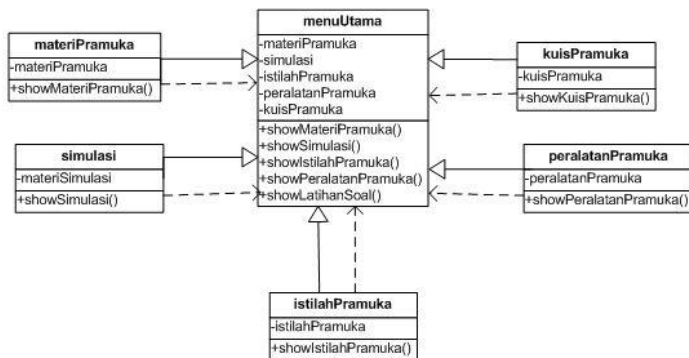 menuUtama
-materiPramuka
-simulasi
-istilahPramuka
-peralatanPramuka
-kuisPramuka
+showMateriPramuka()
+showSimulasi()
+showIstilahPramuka()
+showPeralatanPramuka()
+showLatihanSoal()
materiPramuka
-materiPramuka
+showMateriPramuka()
kuisPramuka
-kuisPramuka
+showKuisPramuka()
simulasi
-materiSimulasi
+showSimulasi()
peralatanPramuka
-peralatanPramuka
+showPeralatanPramuka()
istilahPramuka
-istilahPramuka
+showIstilahPramuka()